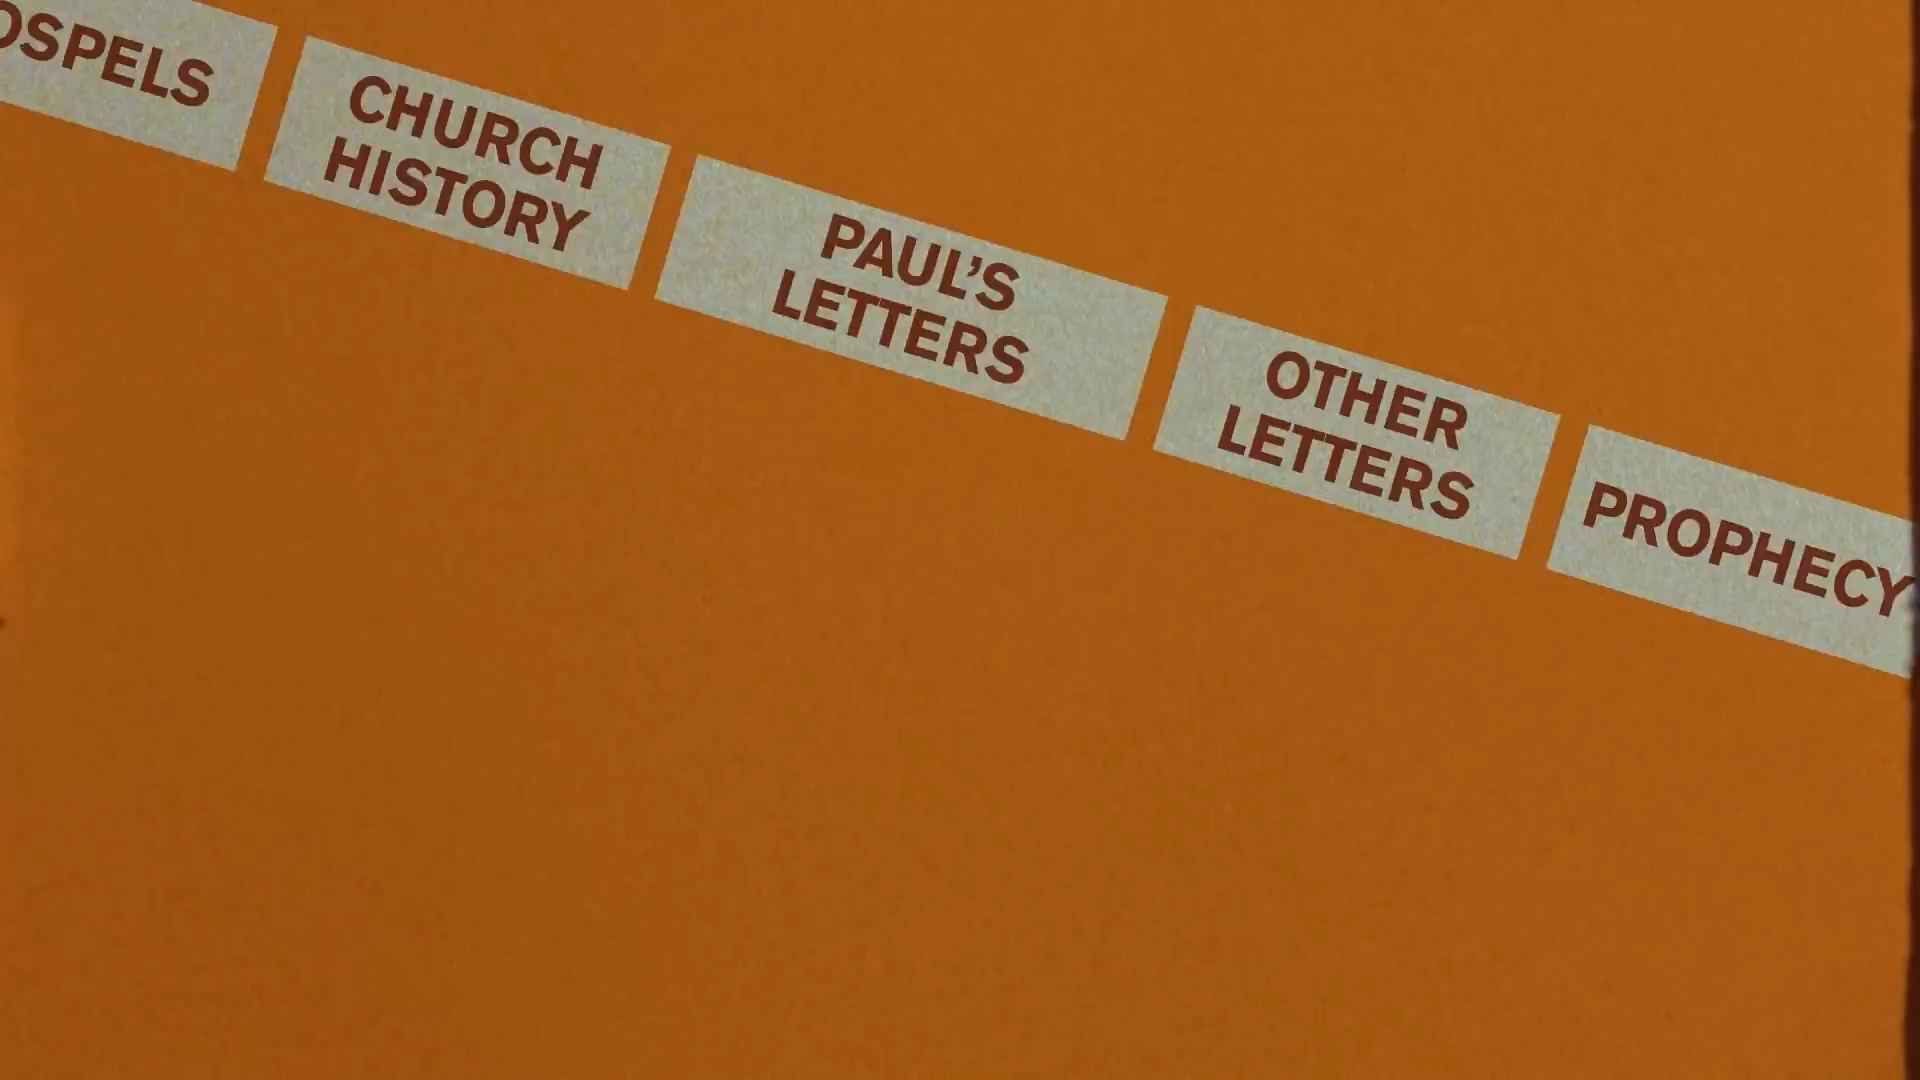 OSPELS
CHURCH
HISTORY
PAUL'S
LETTERS
OTHER
LETTERS
PROPHECY